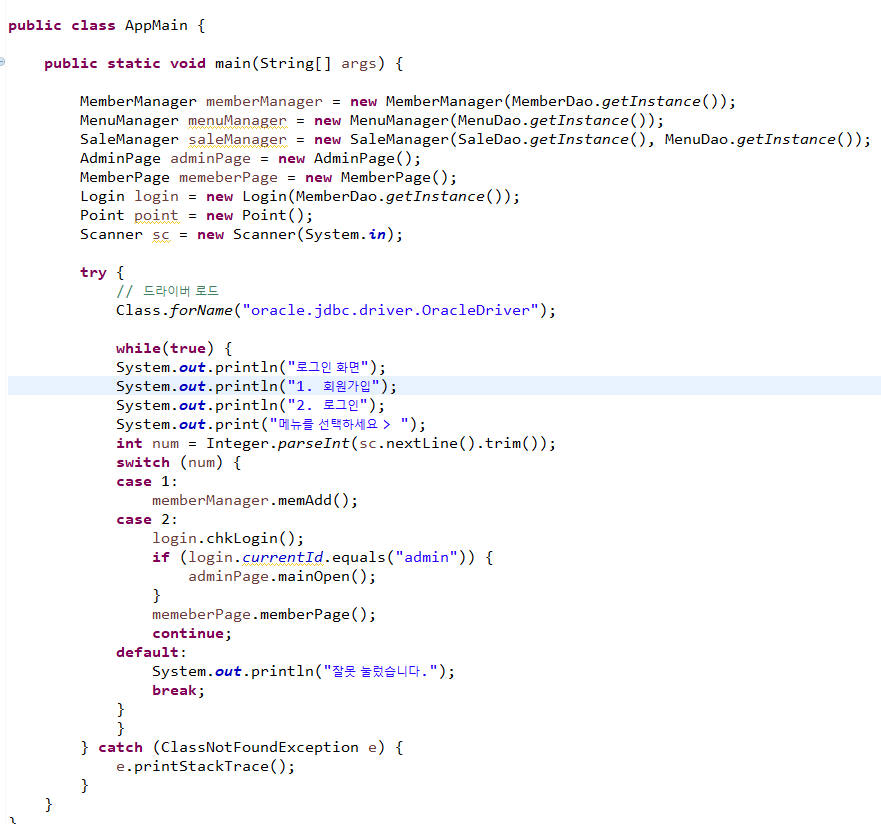 public class AppMain {
public static void main(String[] args) {
MemberManager memberManager = new MemberManager(MemberDao.getInstance());
MenuManager menuManager = new MenuManager(MenuDao.getInstance());
SaleManager saleManager = new SaleManager(SaleDao.getInstance(), MenuDao.getInstance());
AdminPage adminPage = new AdminPage();
MemberPage memeberPage = new MemberPage();
Login login = new Login(MemberDao.getInstance());
Point point = new Point();
Scanner sc = new Scanner(System.in);
try {
// 드라이버 로드
Class.forName("oracle.jdbc.driver.OracleDriver");
while(true) {
System.out.println("로그인 화면");
System.out.println("1. 회원가입");
System.out.println("2. 로그인");
System.out.print("메뉴를 선택하세요 > ");
int num = Integer.parseInt(sc.nextLine().trim());
switch (num) {
case 1:
memberManager.memAdd();
case 2:
login.chkLogin();
if (login.currentId.equals("admin")) {
adminPage.mainOpen();
}
memeberPage.memberPage();
continue;
default:
System.out.println("잘못 눌렀습니다.");
break;
}
}
} catch (ClassNotFoundException e) {
e.printStackTrace();
}
}
}